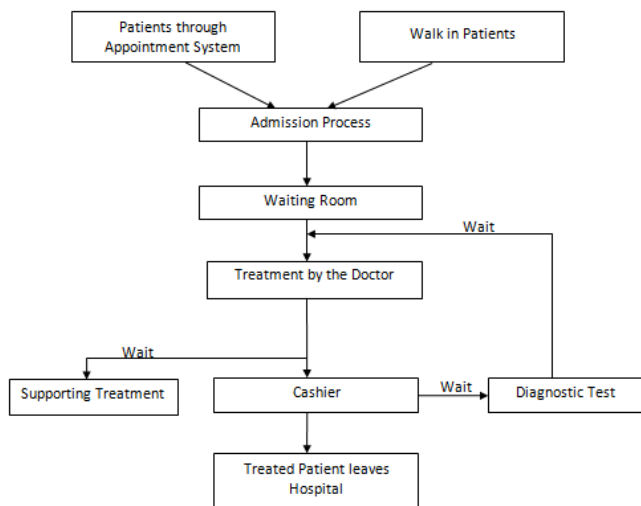 Patients through
Appointment System
Walk in Patients
Admission Process
Waiting Room
Wait
Treatment by the Doctor
Wait
Supporting Treatment
Cashier
Wait
Diagnostic Test
Treated Patient leaves
Hospital